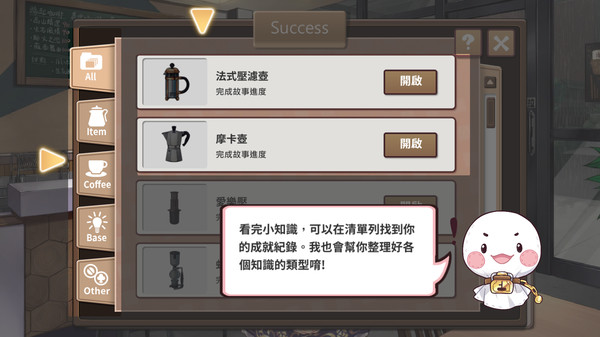 Success
?
All
Item
Coffee
Base
Other
法式壓濾壺
完成故事進度
開啟
摩卡壺
完成故事進度
開啟
愛樂壓
看完小知識，可以在清單列找到你
的成就紀錄。我也會幫你整理好各
個知識的類型唷!